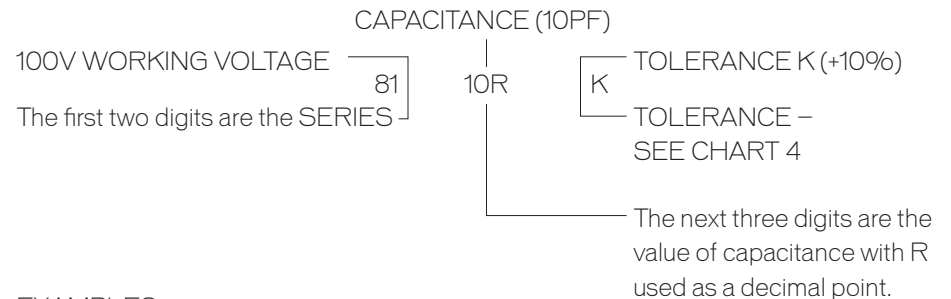 CAPACITANCE (10PF)
100V WORKING VOLTAGE
81
The first two digits are the SERIES
10R
K
TOLERANCE K (+10%)
TOLERANCE –
SEE CHART 4
The next three digits are the
value of capacitance with R
used as a decimal point.